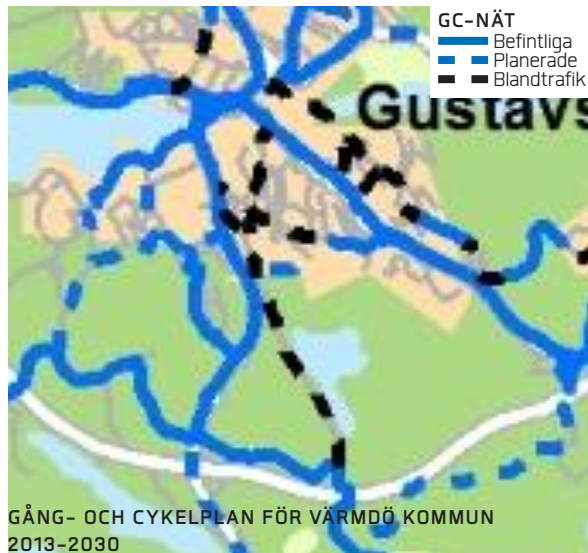 GC-NÄT
Befintliga
Planerade
Blandtrafik
Gustavs
GÅNG- OCH CYKELPLAN FÖR VÄRMDÖ KOMMUN
2013-2030